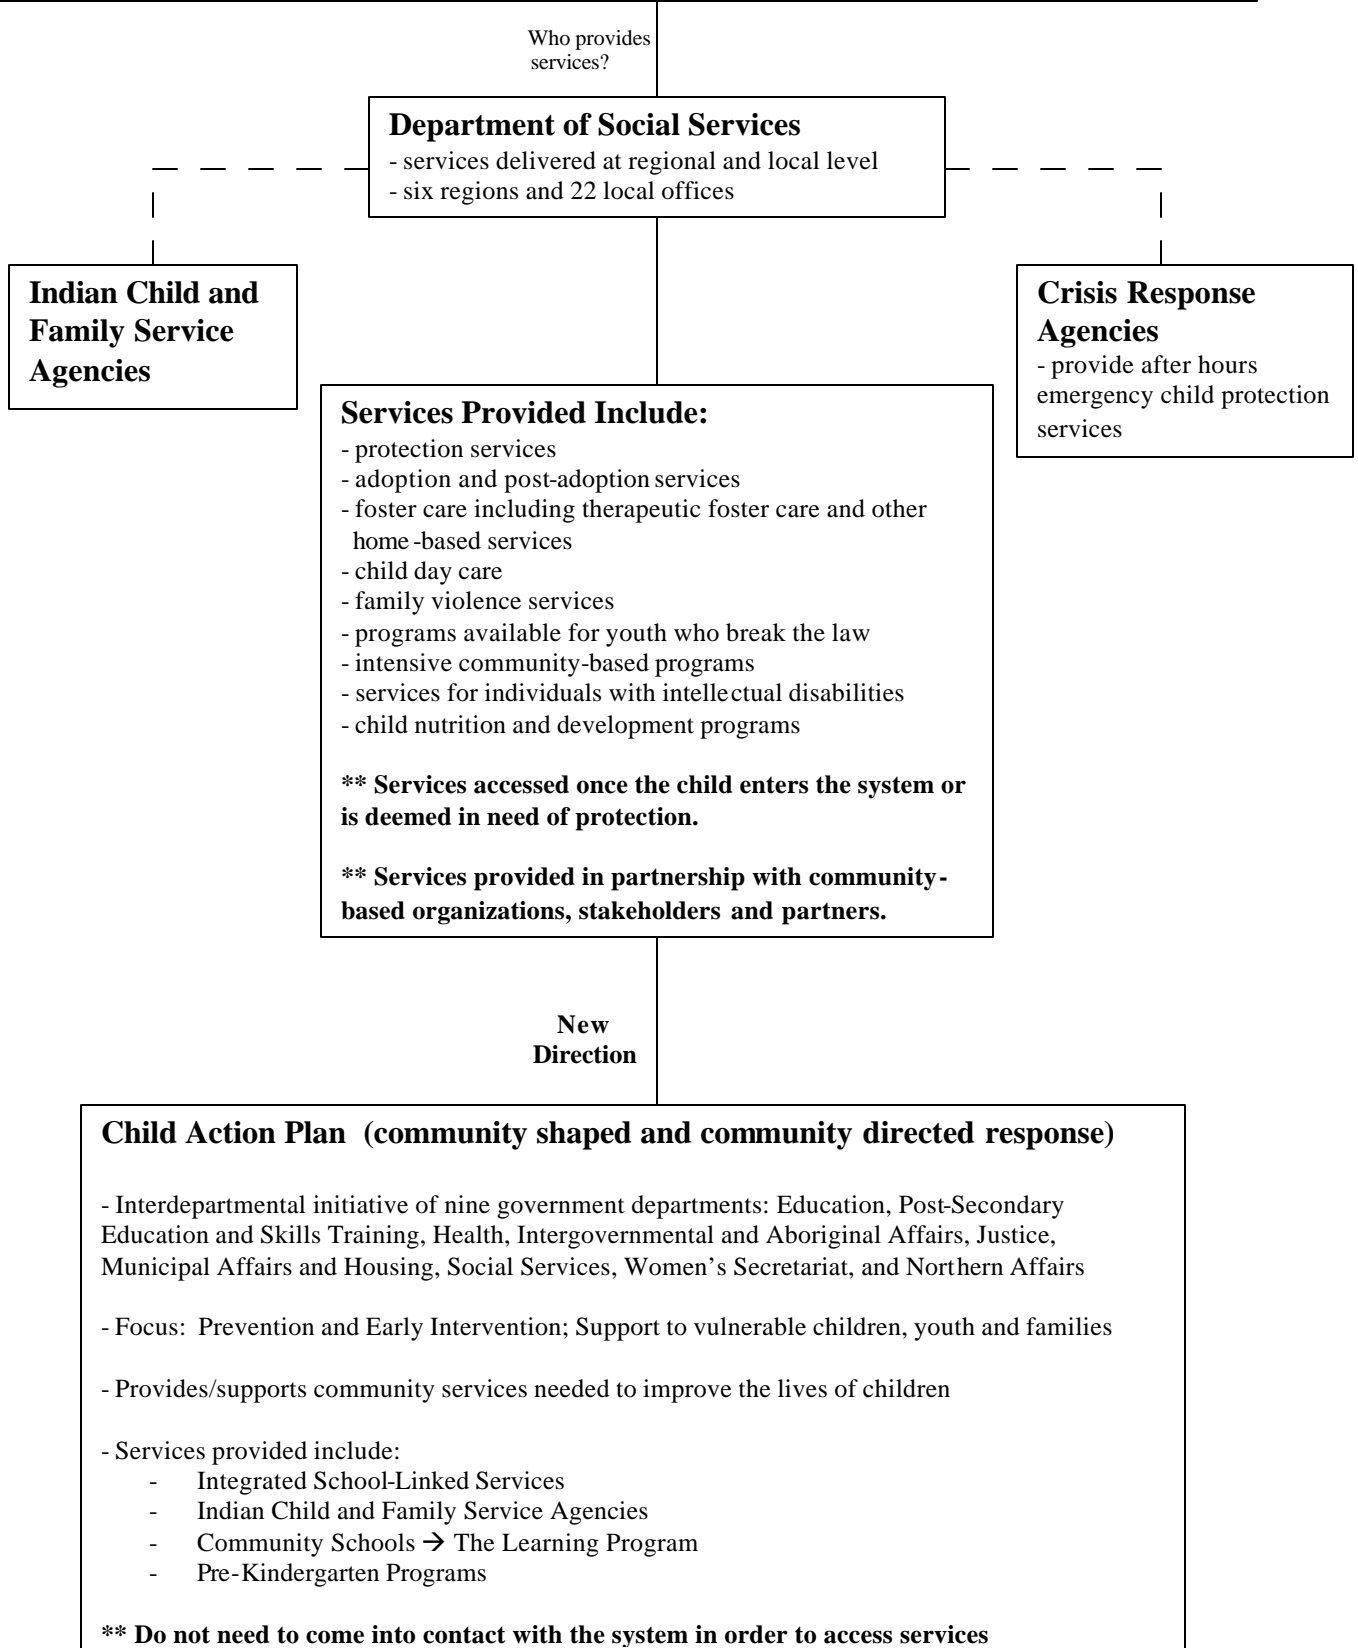 Who provides
services?
Department of Social Services
- services delivered at regional and local level
- six regions and 22 local offices
Indian Child and
Family Service
Agencies
Crisis Response
Agencies
- provide after hours
emergency child protection
services
Services Provided Include:
- protection services
- adoption and post-adoption services
- foster care including therapeutic foster care and other
home-based services
- child day care
- family violence services
- programs available for youth who break the law
- intensive community-based programs
- services for individuals with intellectual disabilities
- child nutrition and development programs
** Services accessed once the child enters the system or
is deemed in need of protection.
** Services provided in partnership with community-
based organizations, stakeholders and partners.
New
Direction
Child Action Plan (community shaped and community directed response)
- Interdepartmental initiative of nine government departments: Education, Post-Secondary
Education and Skills Training, Health, Intergovernmental and Aboriginal Affairs, Justice,
Municipal Affairs and Housing, Social Services, Women's Secretariat, and Northern Affairs
- Focus: Prevention and Early Intervention; Support to vulnerable children, youth and families
- Provides/supports community services needed to improve the lives of children
- Services provided include:
- Integrated School-Linked Services
- Indian Child and Family Service Agencies
- Community Schools → The Learning Program
- Pre-Kindergarten Programs
** Do not need to come into contact with the system in order to access services